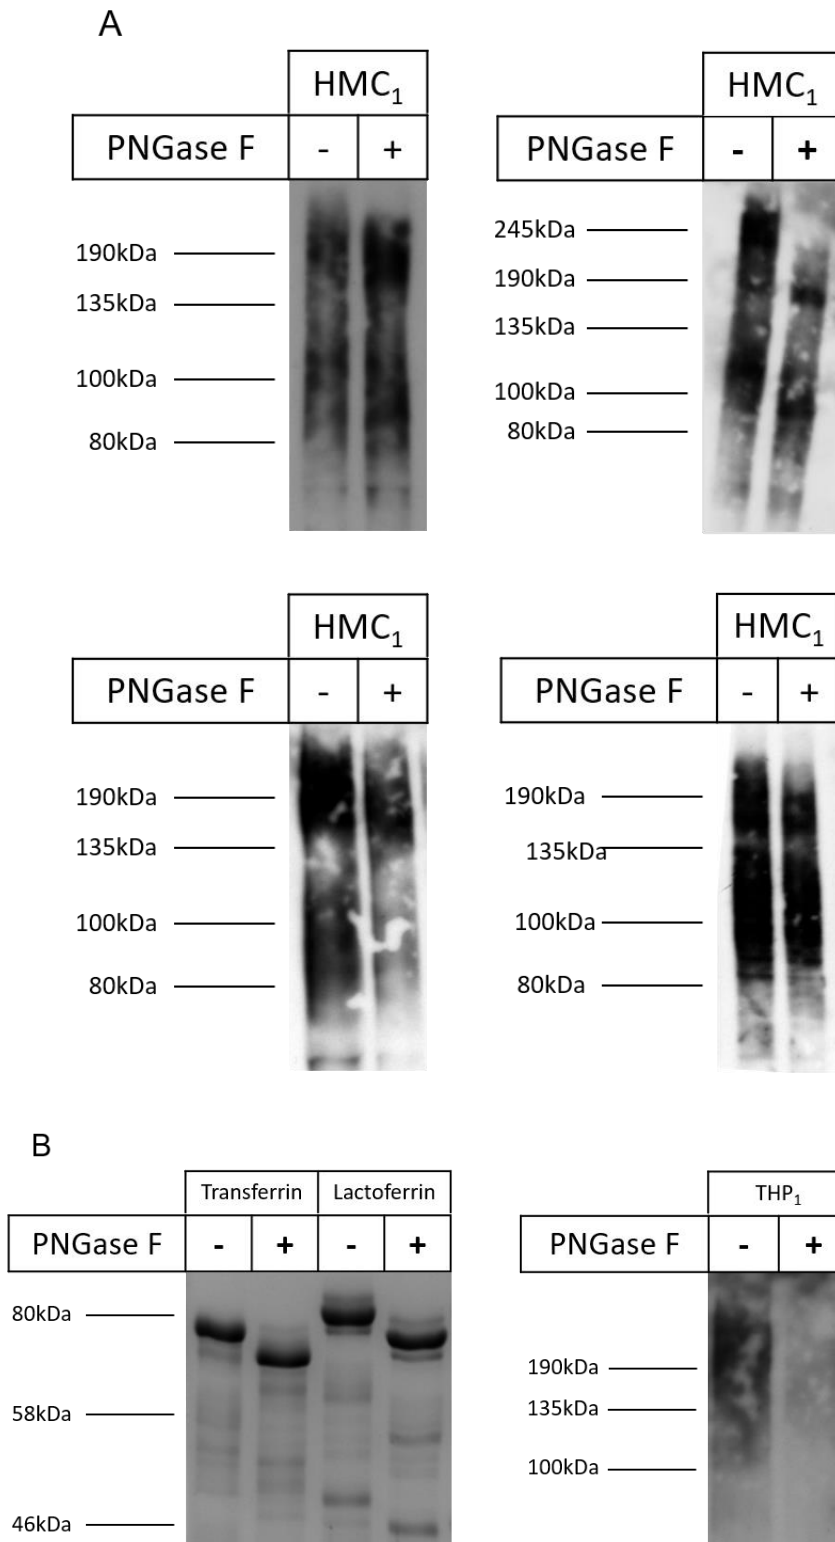 A
HMC₁
PNGase F - +
190kDa
135kDa
100kDa
80kDa
HMC₁
PNGase F - +
245kDa
190kDa
135kDa
100kDa
80kDa
HMC₁
PNGase F - +
190kDa
135kDa
100kDa
80kDa
HMC₁
PNGase F - +
190kDa
135kDa
100kDa
80kDa
B
Transferrin Lactoferrin
PNGase F - + - +
80kDa
58kDa
46kDa
THP₁
PNGase F - +
190kDa
135kDa
100kDa